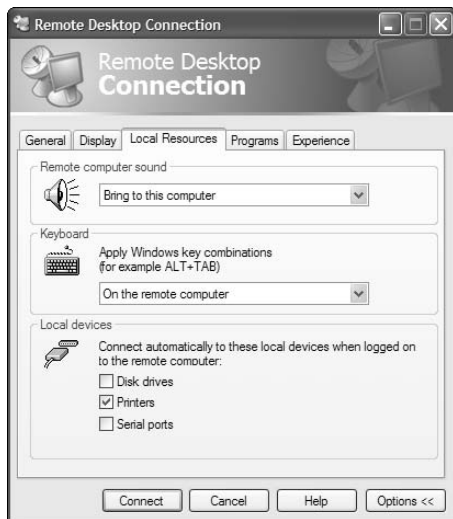 Remote Desktop Connection
Remote Desktop
Connection
General Display Local Resources Programs Experience
Remote computer sound
Bring to this computer
Keyboard
Apply Windows key combinations
(for example ALT+TAB)
On the remote computer
Local devices
Connect automatically to these local devices when logged on
to the remote computer:
Disk drives
Printers
Serial ports
Connect Cancel Help Options <<